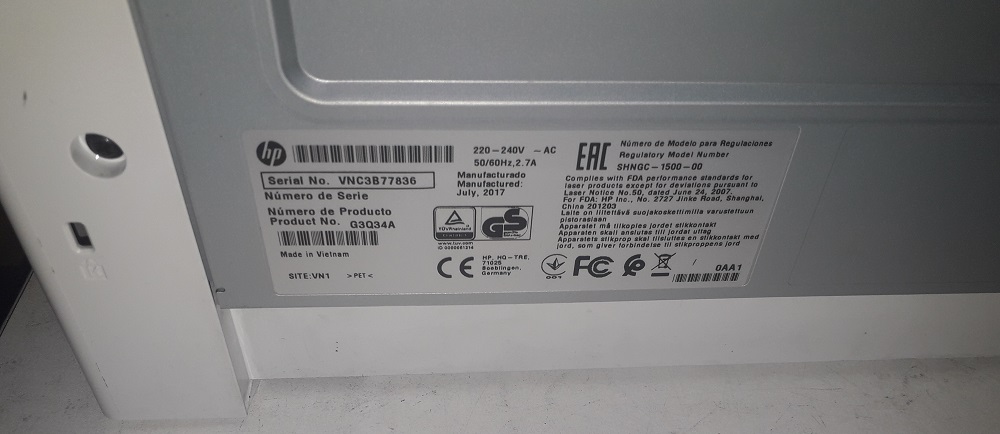 hp
220-240V ~ AC
50/60Hz, 2.7A
Serial No. VNC3B77836
Número de Serie
Manufacturado
Manufactured:
July, 2017
Número de Producto
Product No. G3Q34A
Made in Vietnam
SITE:VN1 >PET<
TÜVRheinland
www.tuv.com
GS
CE
HP, HQ-TRE,
71025
Boeblingen,
Germany
EAC
Número de Modelo para Regulaciones
Regulatory Model Number
SHNGC-1500-00
Complies with FDA performance standards for
laser products except for deviations pursuant to
Laser Notice No.50, dated June 24, 2007.
For FDA: HP Inc., No. 2727 Jinke Road, Shanghai,
China 201203
Laite on liitettävä suojakoskettimilla varustettuun
pistorasiaan
Apparatet må tilkoples jordet stikkontakt
Apparaten skall anslutas till jordat uttag
Apparatets stikprop skal tilsluttes en stikkontakt med
jord, som giver forbindelse til stikproppens jord
001
FC
/
0AA1